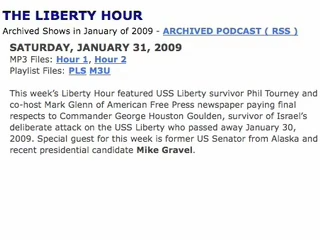 THE LIBERTY HOUR
Archived Shows in January of 2009 - ARCHIVED PODCAST ( RSS )
SATURDAY, JANUARY 31, 2009
MP3 Files: Hour 1, Hour 2
Playlist Files: PLS M3U
This week's Liberty Hour featured USS Liberty survivor Phil Tourney and
co-host Mark Glenn of American Free Press newspaper paying final
respects to Commander George Houston Goulden, survivor of Israel's
deliberate attack on the USS Liberty who passed away January 30,
2009. Special guest for this week is former US Senator from Alaska and
recent presidential candidate Mike Gravel.